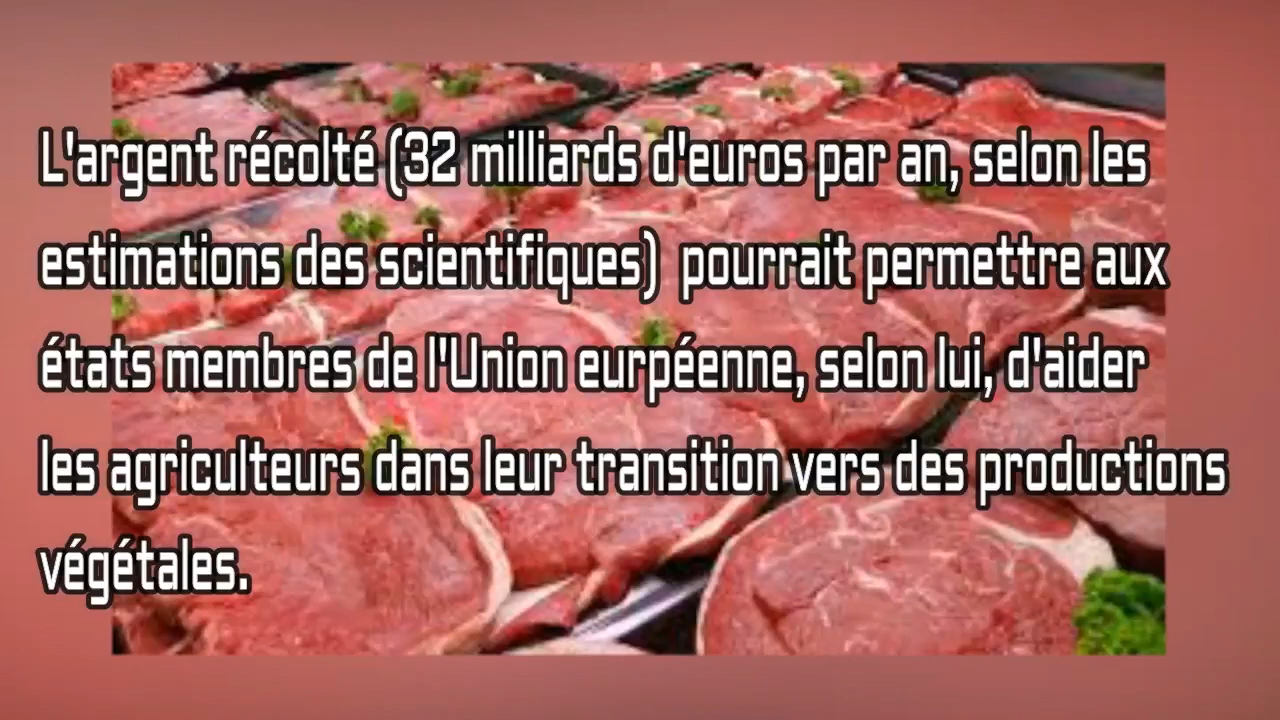 L'argent récolté (32 milliards d'euros par an, selon les
estimations des scientifiques) pourrait permettre aux
états membres de l'Union eurpéenne, selon lui, d'aider
les agriculteurs dans leur transition vers des productions
végétales.